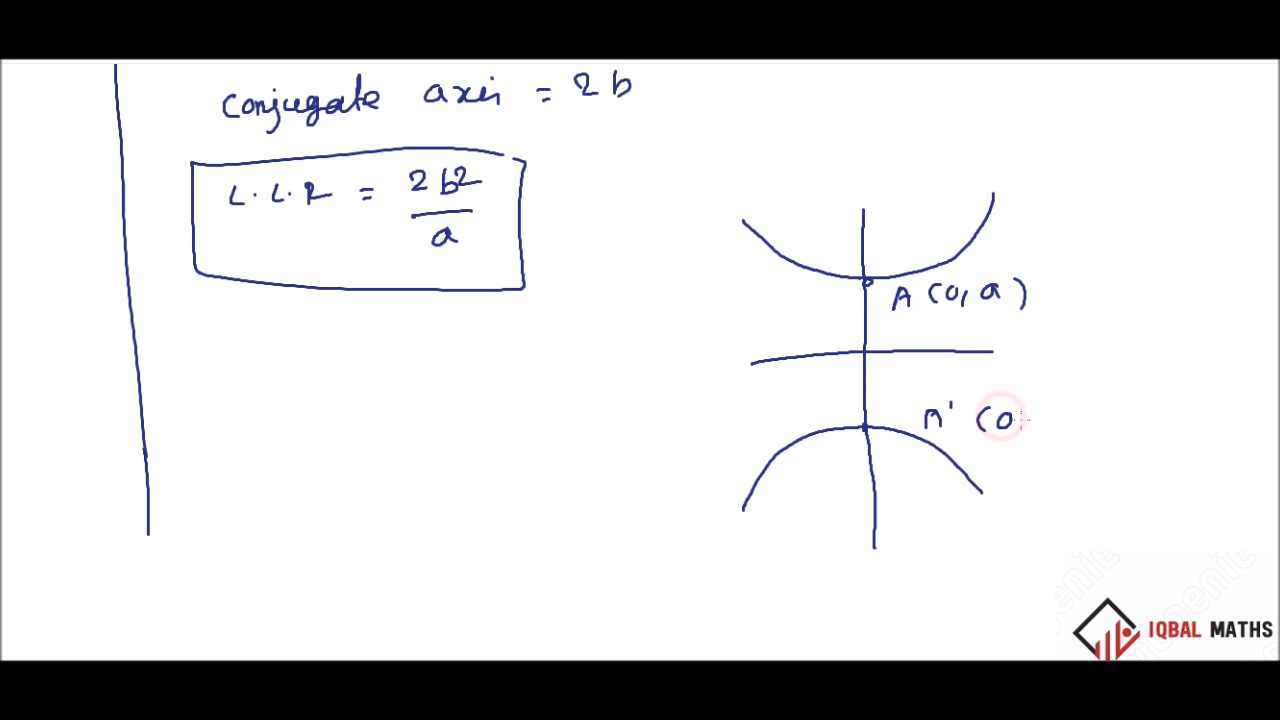 conjugate axis = 2b
L.L.R = 2b²/a
A (0, a)
A' (0
IQBAL MATHS